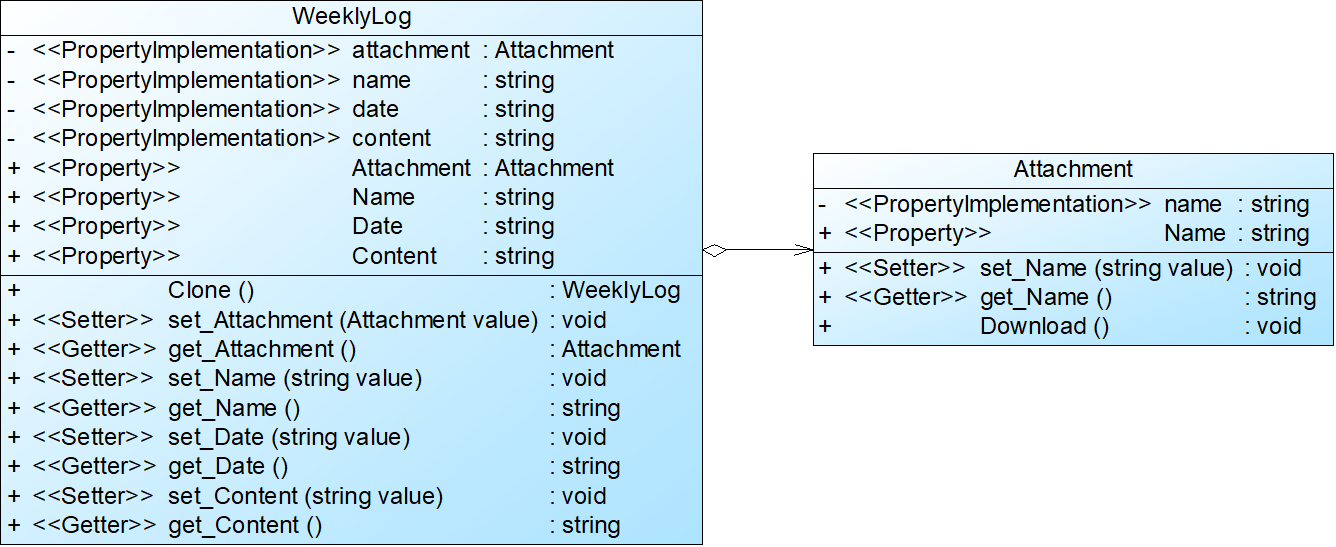 WeeklyLog
- <<PropertyImplementation>> attachment : Attachment
- <<PropertyImplementation>> name : string
- <<PropertyImplementation>> date : string
- <<PropertyImplementation>> content : string
+ <<Property>> Attachment : Attachment
+ <<Property>> Name : string
+ <<Property>> Date : string
+ <<Property>> Content : string
+ Clone () : WeeklyLog
+ <<Setter>> set_Attachment (Attachment value) : void
+ <<Getter>> get_Attachment () : Attachment
+ <<Setter>> set_Name (string value) : void
+ <<Getter>> get_Name () : string
+ <<Setter>> set_Date (string value) : void
+ <<Getter>> get_Date () : string
+ <<Setter>> set_Content (string value) : void
+ <<Getter>> get_Content () : string
Attachment
- <<PropertyImplementation>> name : string
+ <<Property>> Name : string
+ <<Setter>> set_Name (string value) : void
+ <<Getter>> get_Name () : string
+ Download () : void